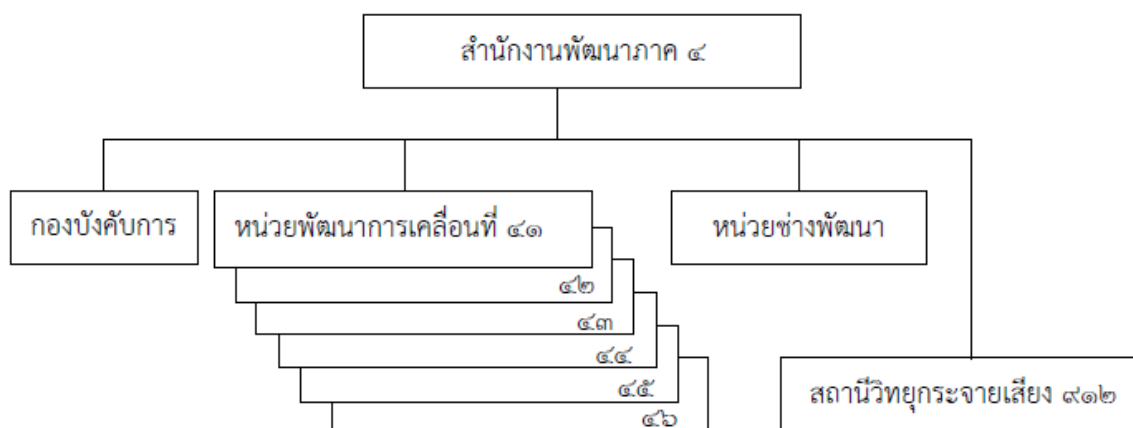 สำนักงานพัฒนาภาค ๔
กองบังคับการ
หน่วยพัฒนาการเคลื่อนที่ ๔๑
หน่วยช่างพัฒนา
๔๒
๔๓
๔๔
๔๕
๔๖
สถานีวิทยุกระจายเสียง ๙๑๒